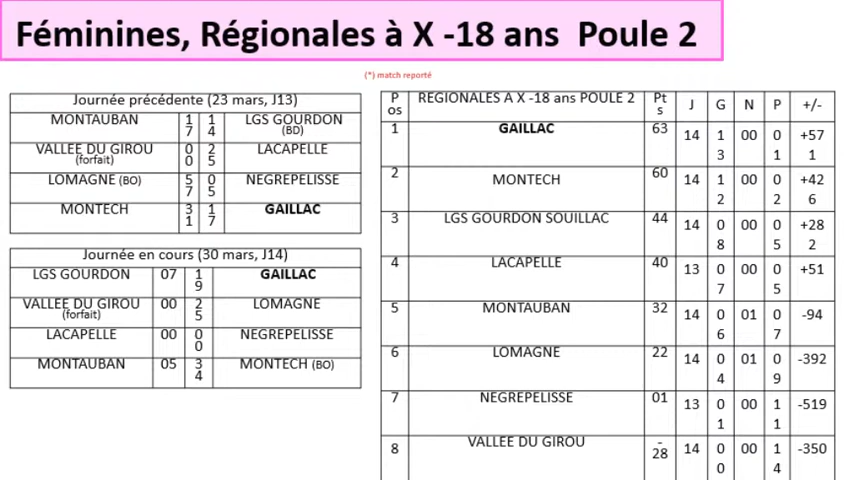 Féminines, Régionales à X -18 ans  Poule 2
(*) match reporté
Journée précédente (23 mars, J13)
MONTAUBAN 17 14 LGS GOURDON (BD)
VALLEE DU GIROU (forfait) 00 25 LACAPELLE
LOMAGNE (BO) 57 05 NEGREPELISSE
MONTECH 31 17 GAILLAC
Journée en cours (30 mars, J14)
LGS GOURDON 07 19 GAILLAC
VALLEE DU GIROU (forfait) 00 25 LOMAGNE
LACAPELLE 00 00 NEGREPELISSE
MONTAUBAN 05 34 MONTECH (BO)
Pos REGIONALES A X -18 ans POULE 2 Pts J G N P +/-
1 GAILLAC 63 14 13 00 01 +571
2 MONTECH 60 14 12 00 02 +426
3 LGS GOURDON SOUILLAC 44 14 08 00 05 +282
4 LACAPELLE 40 13 07 00 05 +51
5 MONTAUBAN 32 14 06 01 07 -94
6 LOMAGNE 22 14 04 01 09 -392
7 NEGREPELISSE 01 13 01 00 11 -519
8 VALLEE DU GIROU -28 14 00 00 14 -350